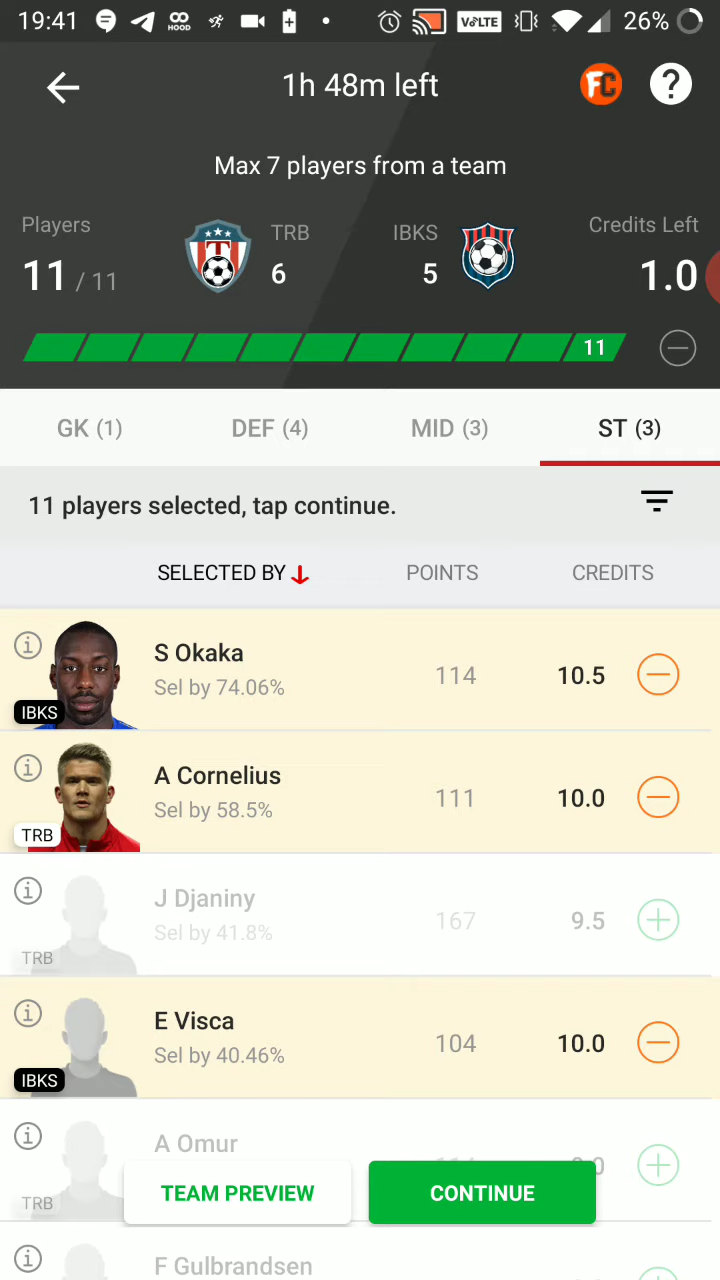 19:41 HOOD VoLTE 26%
1h 48m left FC ?
Max 7 players from a team
Players TRB IBKS Credits Left
11 / 11 6 5 1.0
T
11
GK (1) DEF (4) MID (3) ST (3)
11 players selected, tap continue.
SELECTED BY POINTS CREDITS
S Okaka
Sel by 74.06% 114 10.5
IBKS
A Cornelius
Sel by 58.5% 111 10.0
TRB
J Djaniny
Sel by 41.8% 167 9.5
TRB
E Visca
Sel by 40.46% 104 10.0
IBKS
A Omur
TRB
TEAM PREVIEW CONTINUE
F Gulbrandsen